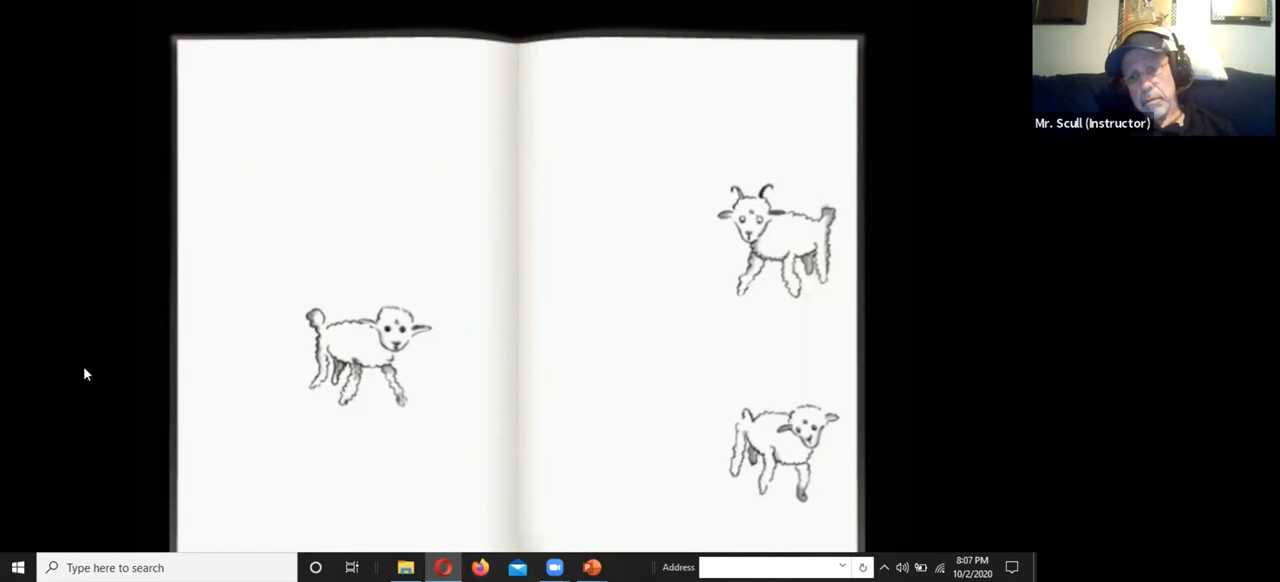 Mr. Scull (Instructor)
Type here to search
Address
8:07 PM
10/2/2020